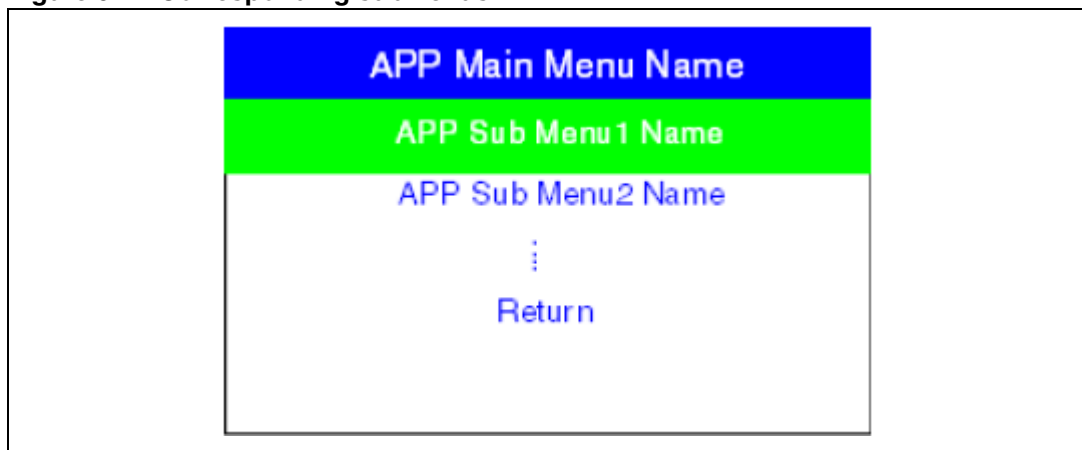 APP Main Menu Name
APP Sub Menu1 Name
APP Sub Menu2 Name
Return